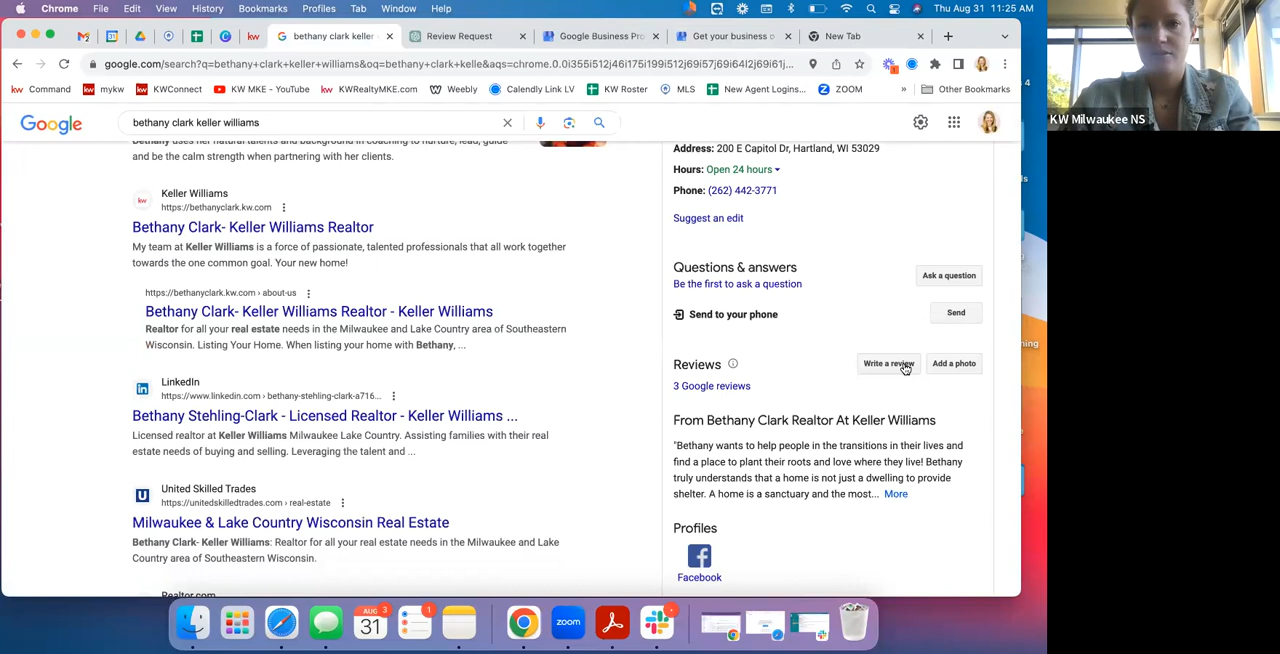 Chrome File Edit View History Bookmarks Profiles Tab Window Help
Thu Aug 31 11:25 AM
bethany clark keller
Review Request
Google Business Pro
Get your business o
New Tab
google.com/search?q=bethany+clark+keller+williams&oq=bethany+clark+kelle&aqs=chrome.0.0i355i512j46i175i199i512j69i57j69i64l2j69i61j...
Command mykw KWConnect KW MKE - YouTube KWRealtyMKE.com Weebly Calendly Link LV KW Roster MLS New Agent Logins... ZOOM » Other Bookmarks
KW Milwaukee NS
Google
bethany clark keller williams
Bethany uses her natural talents and background in coaching to nurture, lead, guide
and be the calm strength when partnering with her clients.
kw
Keller Williams
https://bethanyclark.kw.com
Bethany Clark- Keller Williams Realtor
My team at Keller Williams is a force of passionate, talented professionals that all work together
towards the one common goal. Your new home!
https://bethanyclark.kw.com › about-us
Bethany Clark- Keller Williams Realtor - Keller Williams
Realtor for all your real estate needs in the Milwaukee and Lake Country area of Southeastern
Wisconsin. Listing Your Home. When listing your home with Bethany, ...
in
LinkedIn
https://www.linkedin.com › bethany-stehling-clark-a716...
Bethany Stehling-Clark - Licensed Realtor - Keller Williams ...
Licensed realtor at Keller Williams Milwaukee Lake Country. Assisting families with their real
estate needs of buying and selling. Leveraging the talent and ...
U
United Skilled Trades
https://unitedskilledtrades.com › real-estate
Milwaukee & Lake Country Wisconsin Real Estate
Bethany Clark- Keller Williams: Realtor for all your real estate needs in the Milwaukee and Lake
Country area of Southeastern Wisconsin.
Realtor.com
Address: 200 E Capitol Dr, Hartland, WI 53029
Hours: Open 24 hours
Phone: (262) 442-3771
Suggest an edit
Questions & answers
Be the first to ask a question
Ask a question
Send to your phone
Send
Reviews
Write a review
Add a photo
3 Google reviews
From Bethany Clark Realtor At Keller Williams
"Bethany wants to help people in the transitions in their lives and
find a place to plant their roots and love where they live! Bethany
truly understands that a home is not just a dwelling to provide
shelter. A home is a sanctuary and the most... More
Profiles
Facebook
AUG
31
3
1
zoom